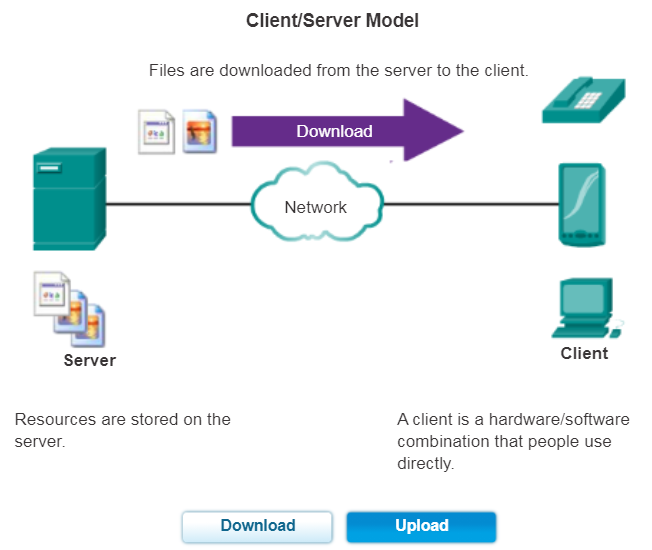 Client/Server Model
Files are downloaded from the server to the client.
Download
Network
Server
Client
Resources are stored on the
server.
A client is a hardware/software
combination that people use
directly.
Download
Upload